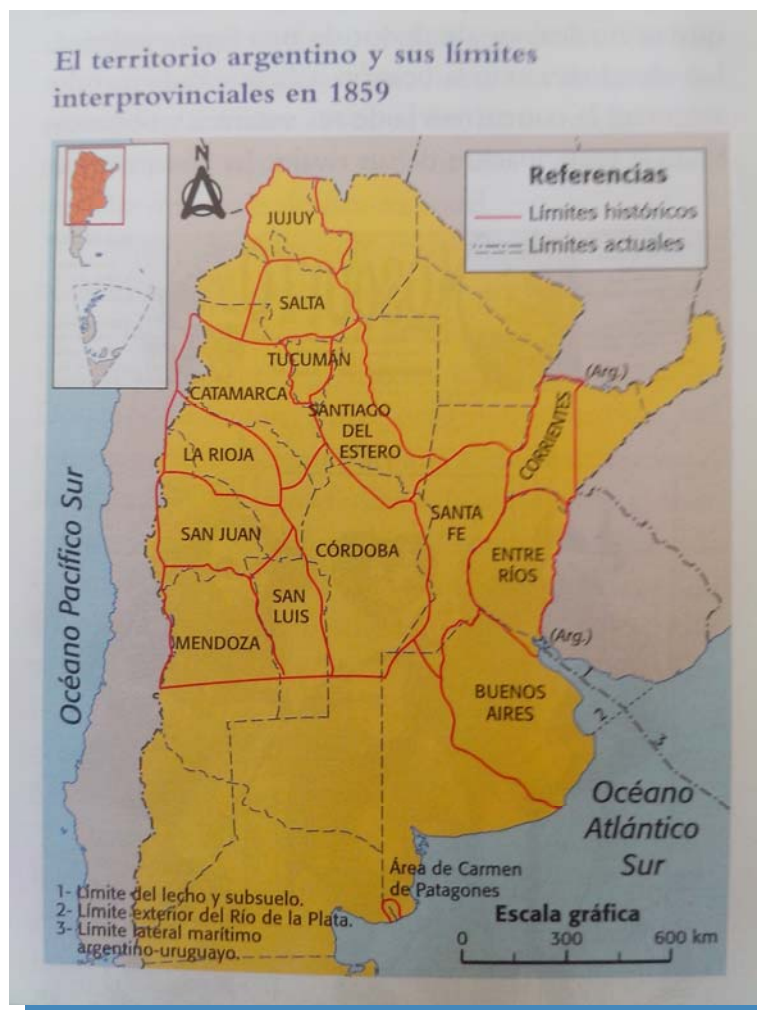 El territorio argentino y sus límites
interprovinciales en 1859
N
Referencias
Límites históricos
Límites actuales
JUJUY
SALTA
TUCUMÁN
(Arg.)
CATAMARCA
SANTIAGO
DEL
ESTERO
CORRIENTES
LA RIOJA
SANTA
FE
SAN JUAN
CÓRDOBA
ENTRE
RÍOS
SAN
LUIS
MENDOZA
(Arg.)
BUENOS
AIRES
1
2
3
Océano Pacífico Sur
Océano
Atlántico
Sur
Área de Carmen
de Patagones
1- Límite del lecho y subsuelo.
2- Límite exterior del Río de la Plata.
3- Límite lateral marítimo
argentino-uruguayo.
Escala gráfica
0 300 600 km